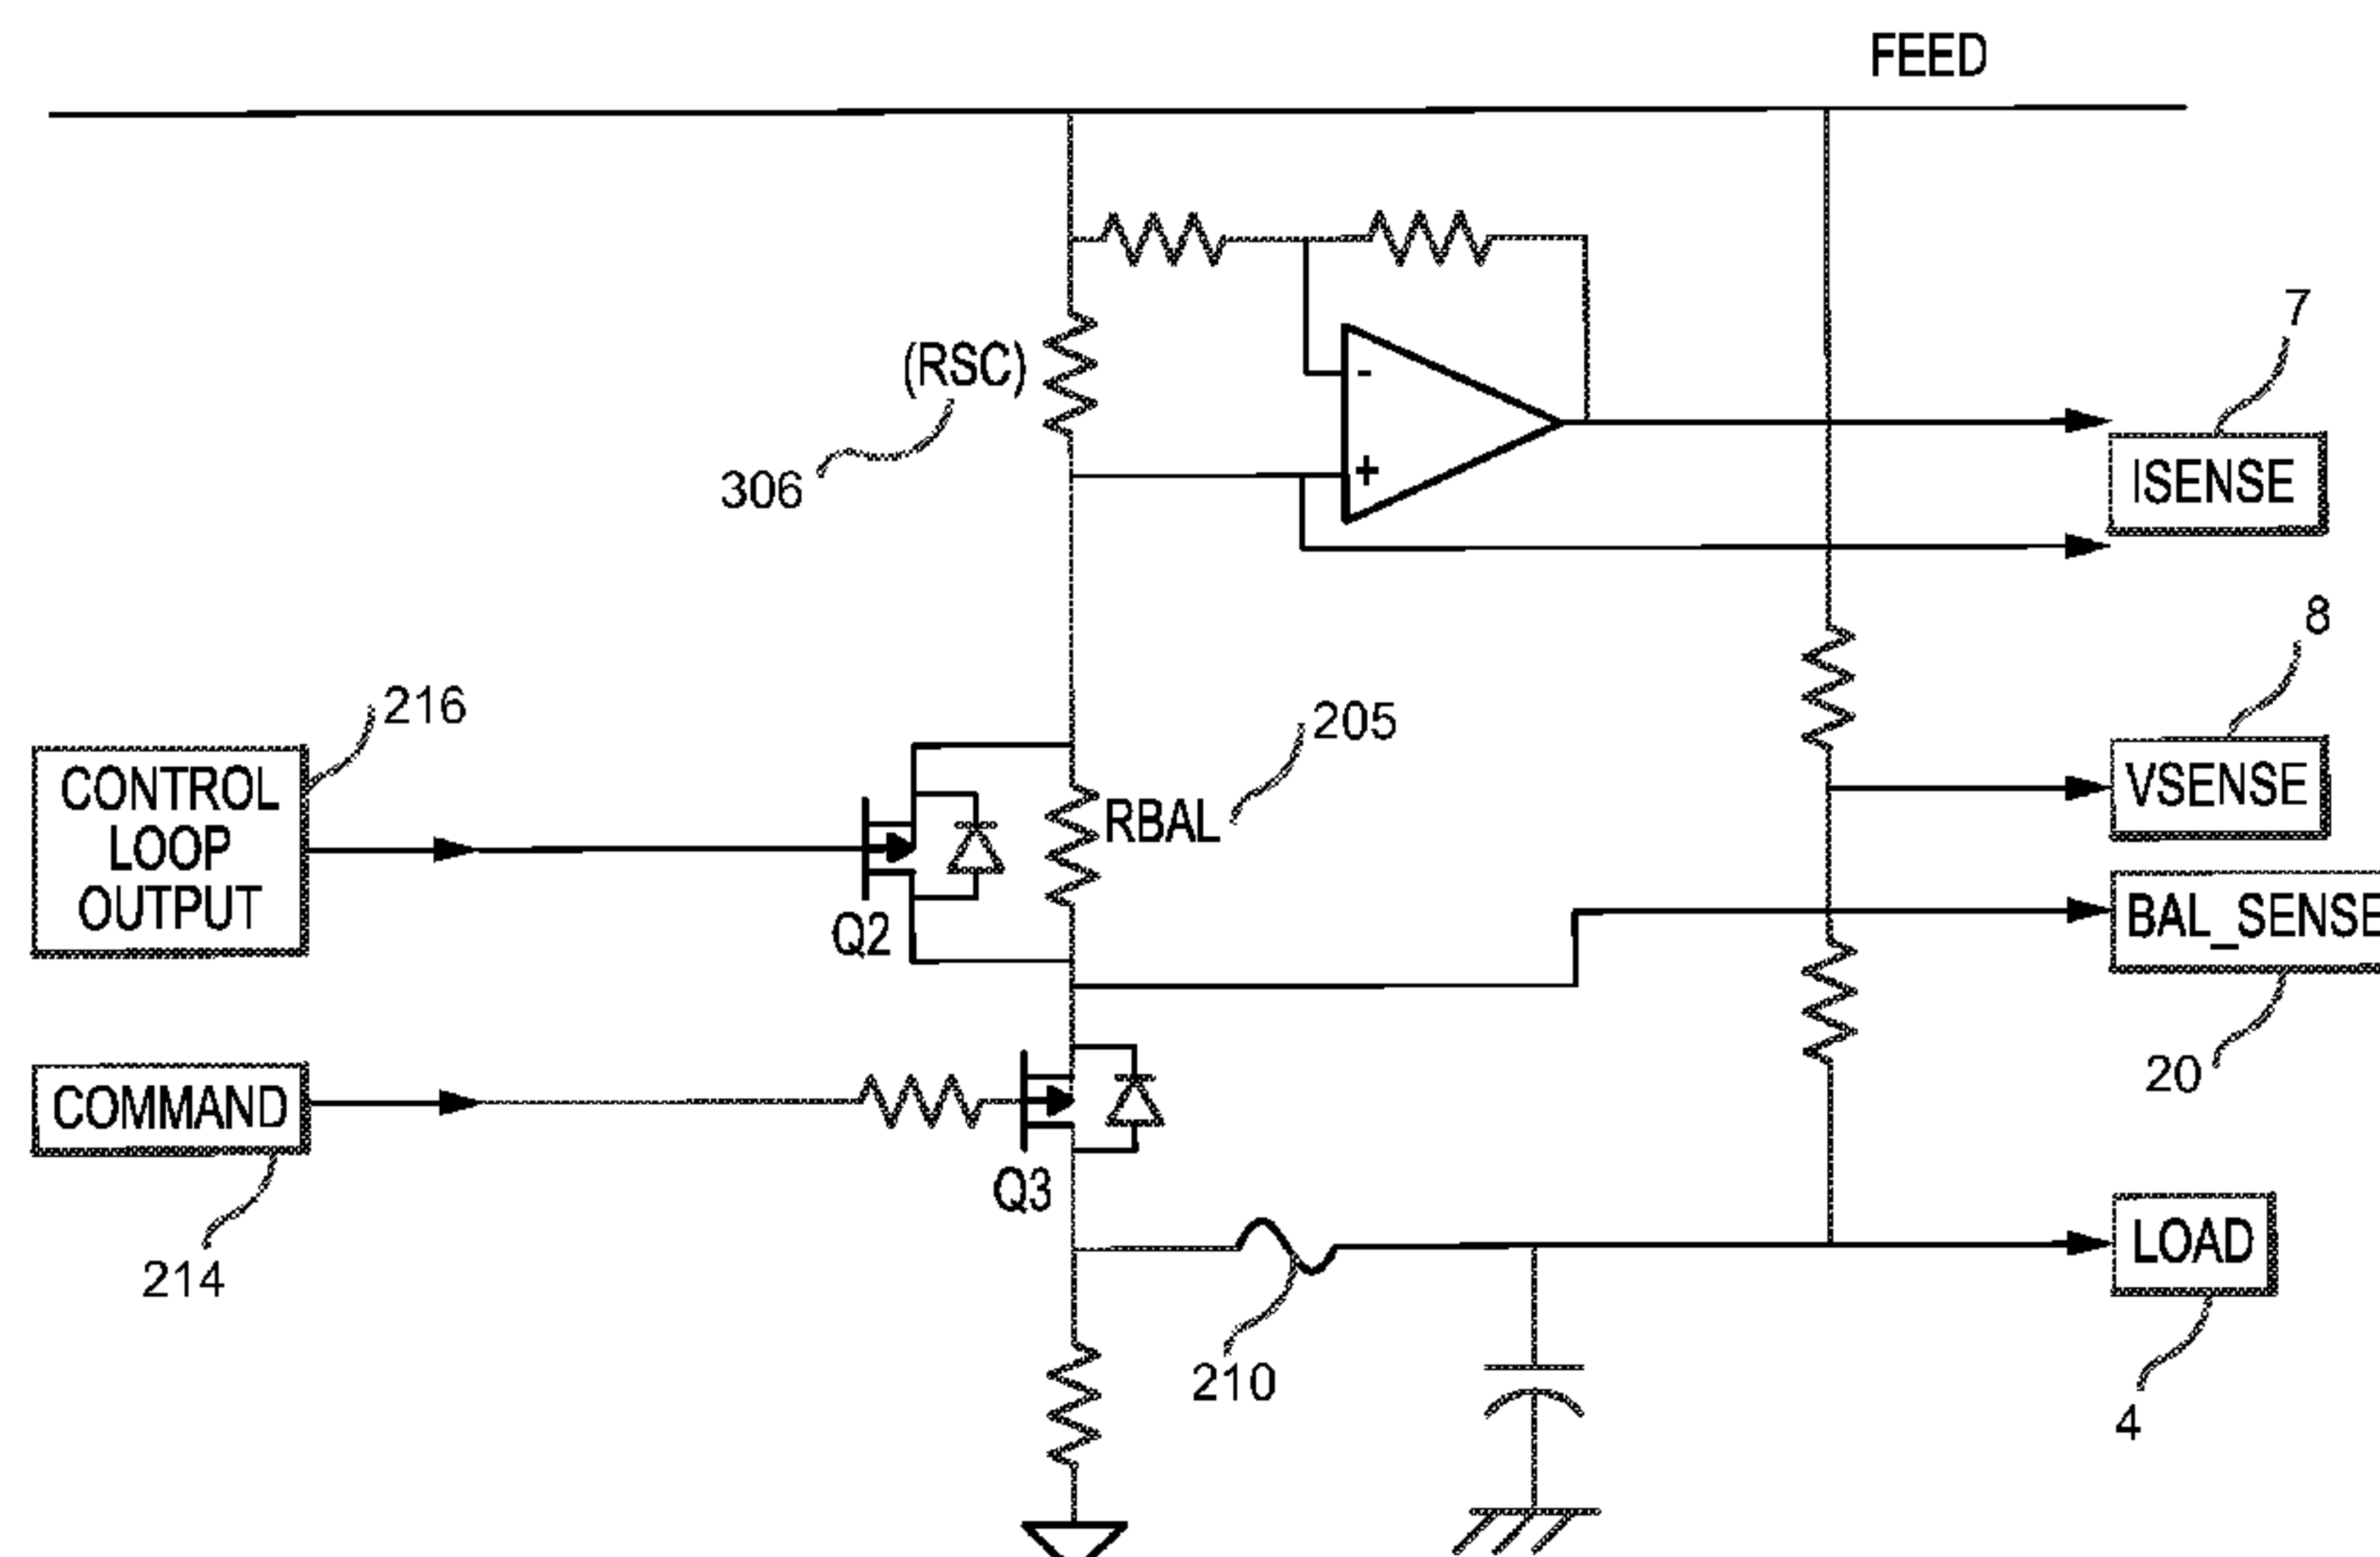 FEED
7
(RSC)
-
+
ISENSE
306
8
216
205
CONTROL
LOOP
OUTPUT
VSENSE
RBAL
BAL_SENSE
Q2
20
COMMAND
Q3
LOAD
214
210
4